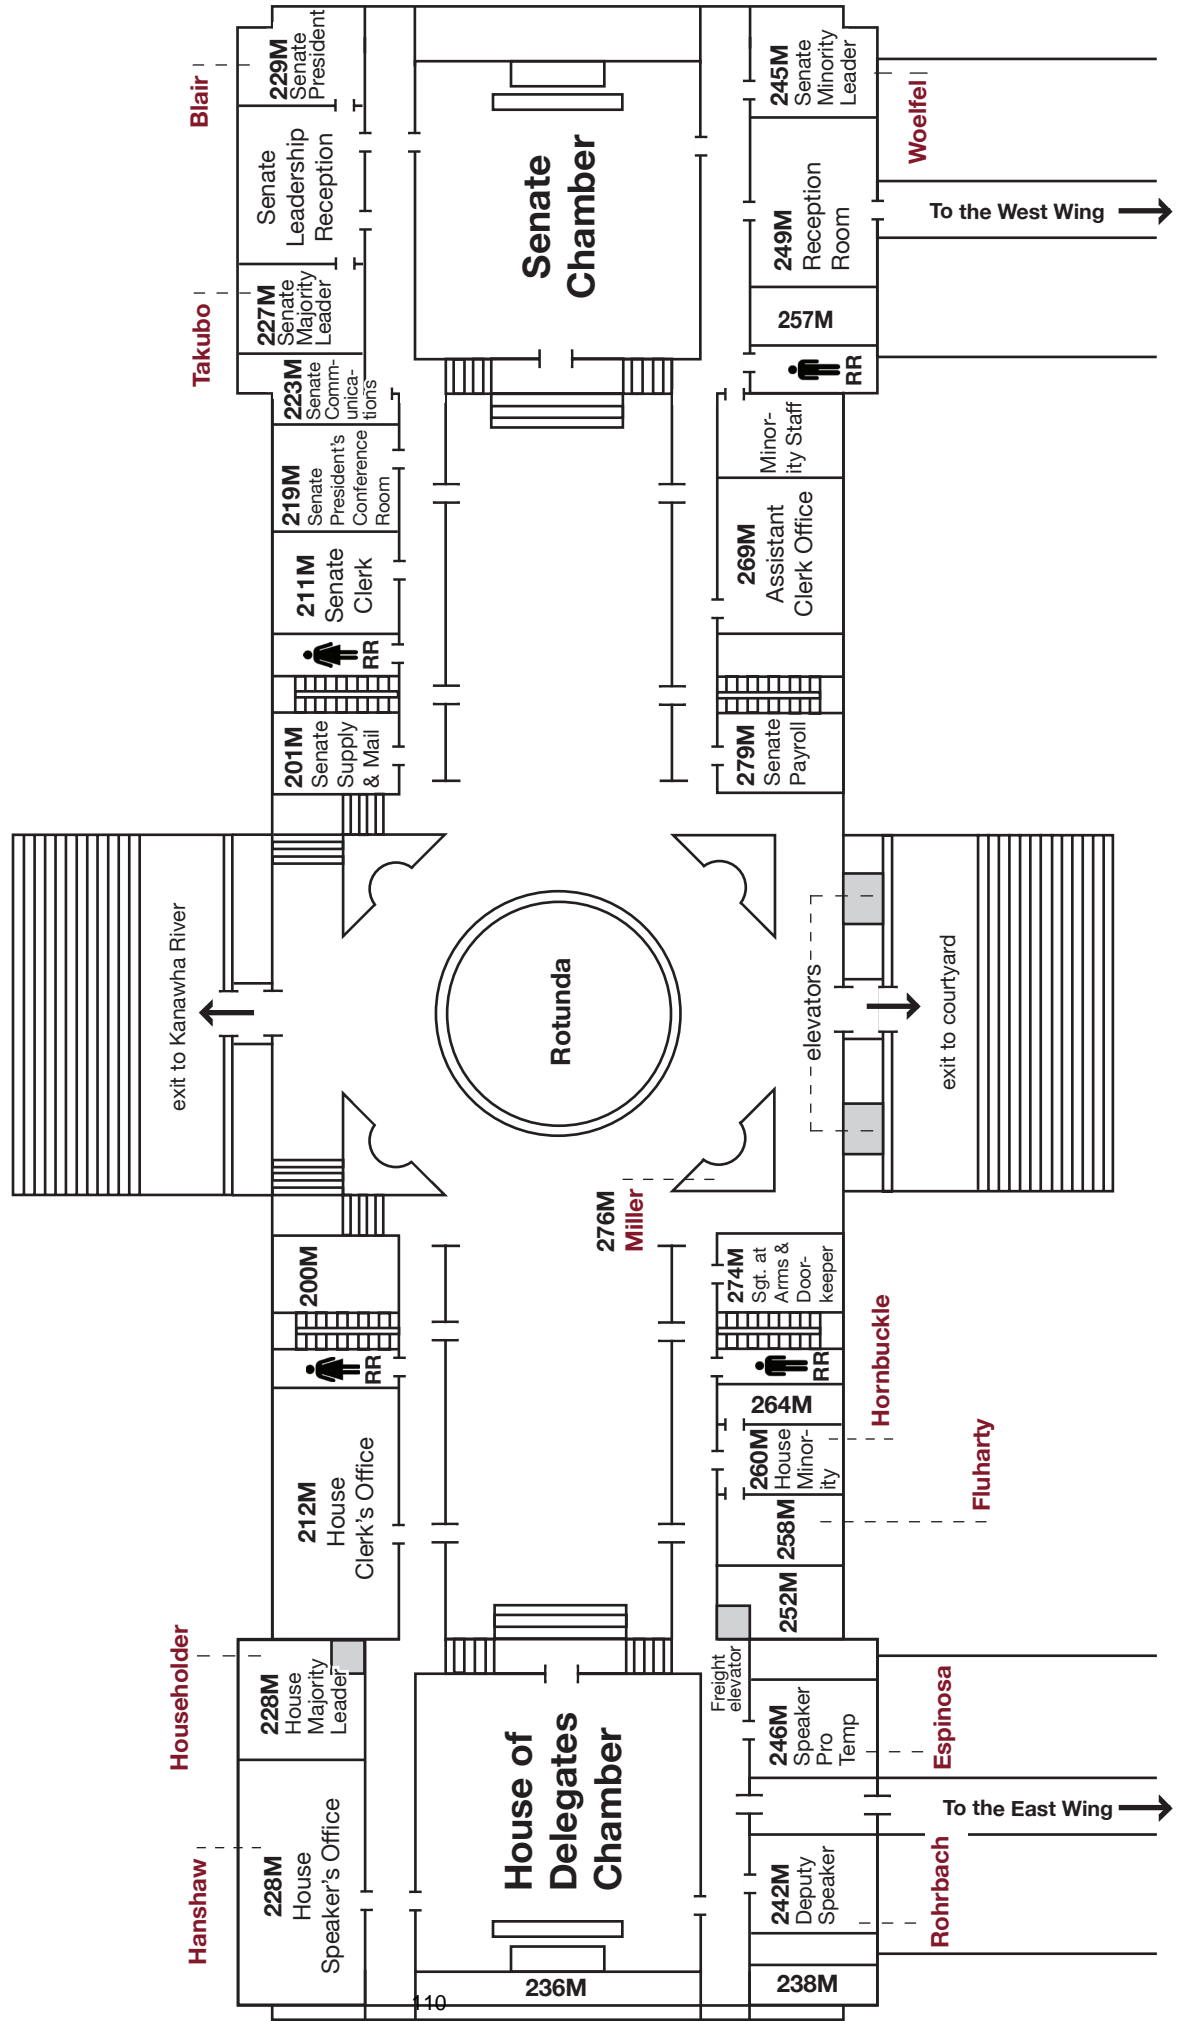 Blair
229M
Senate
President
Senate
Leadership
Reception
Takubo
227M
Senate
Majority
Leader
223M
Senate
Comm-
unica-
tions
219M
Senate
President's
Conference
Room
211M
Senate
Clerk
RR
201M
Senate
Supply
& Mail
Senate
Chamber
245M
Senate
Minority
Leader
Woelfel
249M
Reception
Room
To the West Wing
257M
RR
Minor-
ity Staff
269M
Assistant
Clerk Office
279M
Senate
Payroll
exit to Kanawha River
Rotunda
elevators
exit to courtyard
276M
Miller
200M
RR
212M
House
Clerk's Office
Householder
228M
House
Majority
Leader
Hanshaw
228M
House
Speaker's Office
274M
Sgt. at
Arms &
Door-
keeper
RR
Hornbuckle
264M
260M
House
Minor-
ity
Fluharty
258M
252M
Freight
elevator
House of
Delegates
Chamber
246M
Speaker
Pro
Temp
Espinosa
To the East Wing
242M
Deputy
Speaker
Rohrbach
236M
238M
110